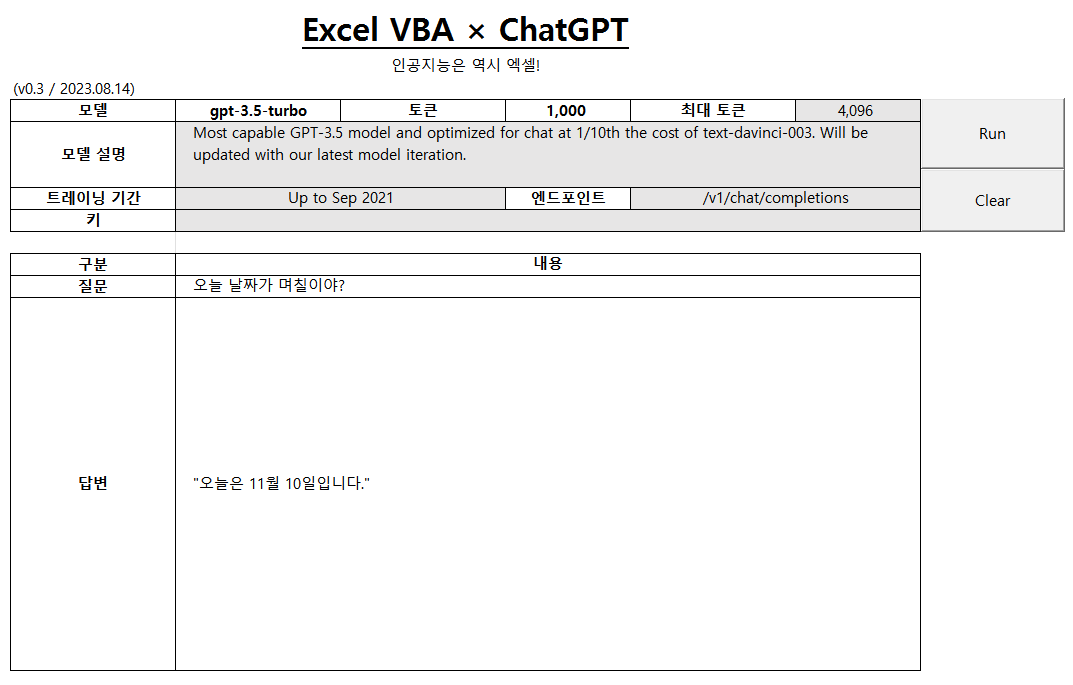 Excel VBA × ChatGPT
인공지능은 역시 엑셀!
(v0.3 / 2023.08.14)
모델 gpt-3.5-turbo 토큰 1,000 최대 토큰 4,096 Run
모델 설명 Most capable GPT-3.5 model and optimized for chat at 1/10th the cost of text-davinci-003. Will be
updated with our latest model iteration.
트레이닝 기간 Up to Sep 2021 엔드포인트 /v1/chat/completions Clear
키
구분 내용
질문 오늘 날짜가 며칠이야?
답변 "오늘은 11월 10일입니다."